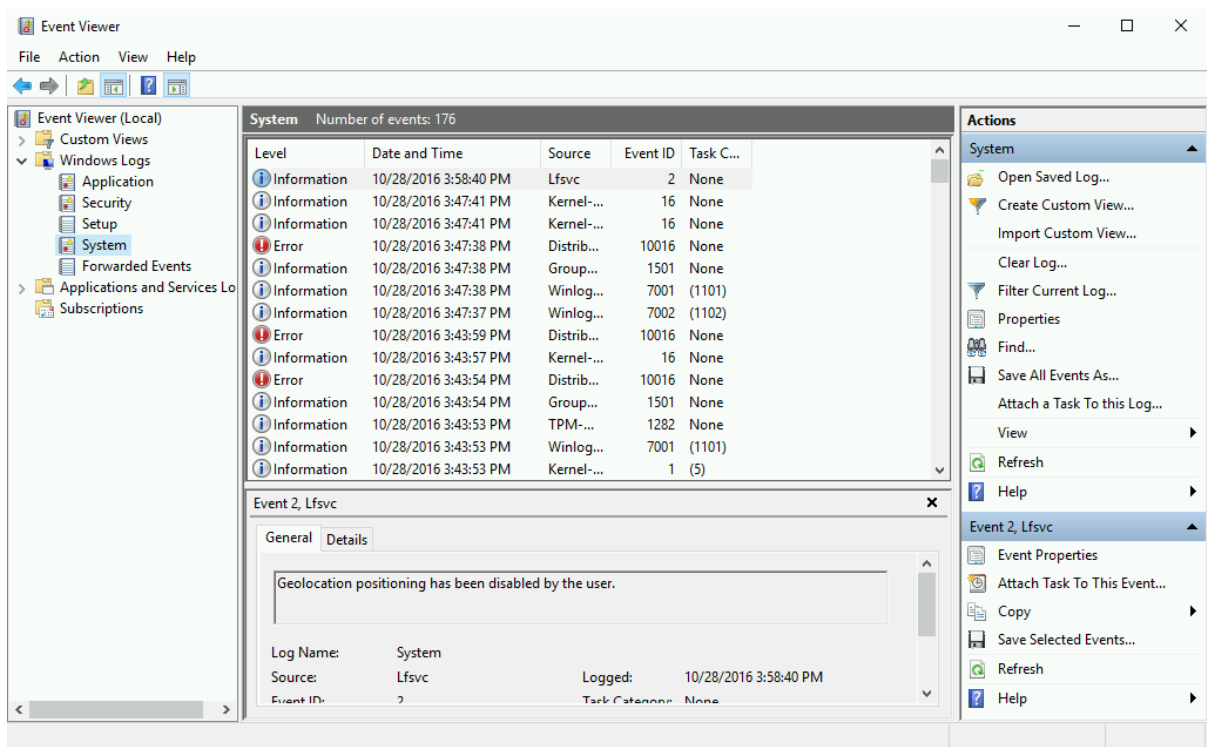 Event Viewer
File Action View Help
Event Viewer (Local)
Custom Views
Windows Logs
Application
Security
Setup
System
Forwarded Events
Applications and Services Lo
Subscriptions
System Number of events: 176
Level Date and Time Source Event ID Task C...
Information 10/28/2016 3:58:40 PM Lfsvc 2 None
Information 10/28/2016 3:47:41 PM Kernel-... 16 None
Information 10/28/2016 3:47:41 PM Kernel-... 16 None
Error 10/28/2016 3:47:38 PM Distrib... 10016 None
Information 10/28/2016 3:47:38 PM Group... 1501 None
Information 10/28/2016 3:47:38 PM Winlog... 7001 (1101)
Information 10/28/2016 3:47:37 PM Winlog... 7002 (1102)
Error 10/28/2016 3:43:59 PM Distrib... 10016 None
Information 10/28/2016 3:43:57 PM Kernel-... 16 None
Error 10/28/2016 3:43:54 PM Distrib... 10016 None
Information 10/28/2016 3:43:54 PM Group... 1501 None
Information 10/28/2016 3:43:53 PM TPM-... 1282 None
Information 10/28/2016 3:43:53 PM Winlog... 7001 (1101)
Information 10/28/2016 3:43:53 PM Kernel-... 1 (5)
Event 2, Lfsvc
General Details
Geolocation positioning has been disabled by the user.
Log Name: System
Source: Lfsvc Logged: 10/28/2016 3:58:40 PM
Event ID: 2 Task Category: None
Actions
System
Open Saved Log...
Create Custom View...
Import Custom View...
Clear Log...
Filter Current Log...
Properties
Find...
Save All Events As...
Attach a Task To this Log...
View
Refresh
Help
Event 2, Lfsvc
Event Properties
Attach Task To This Event...
Copy
Save Selected Events...
Refresh
Help